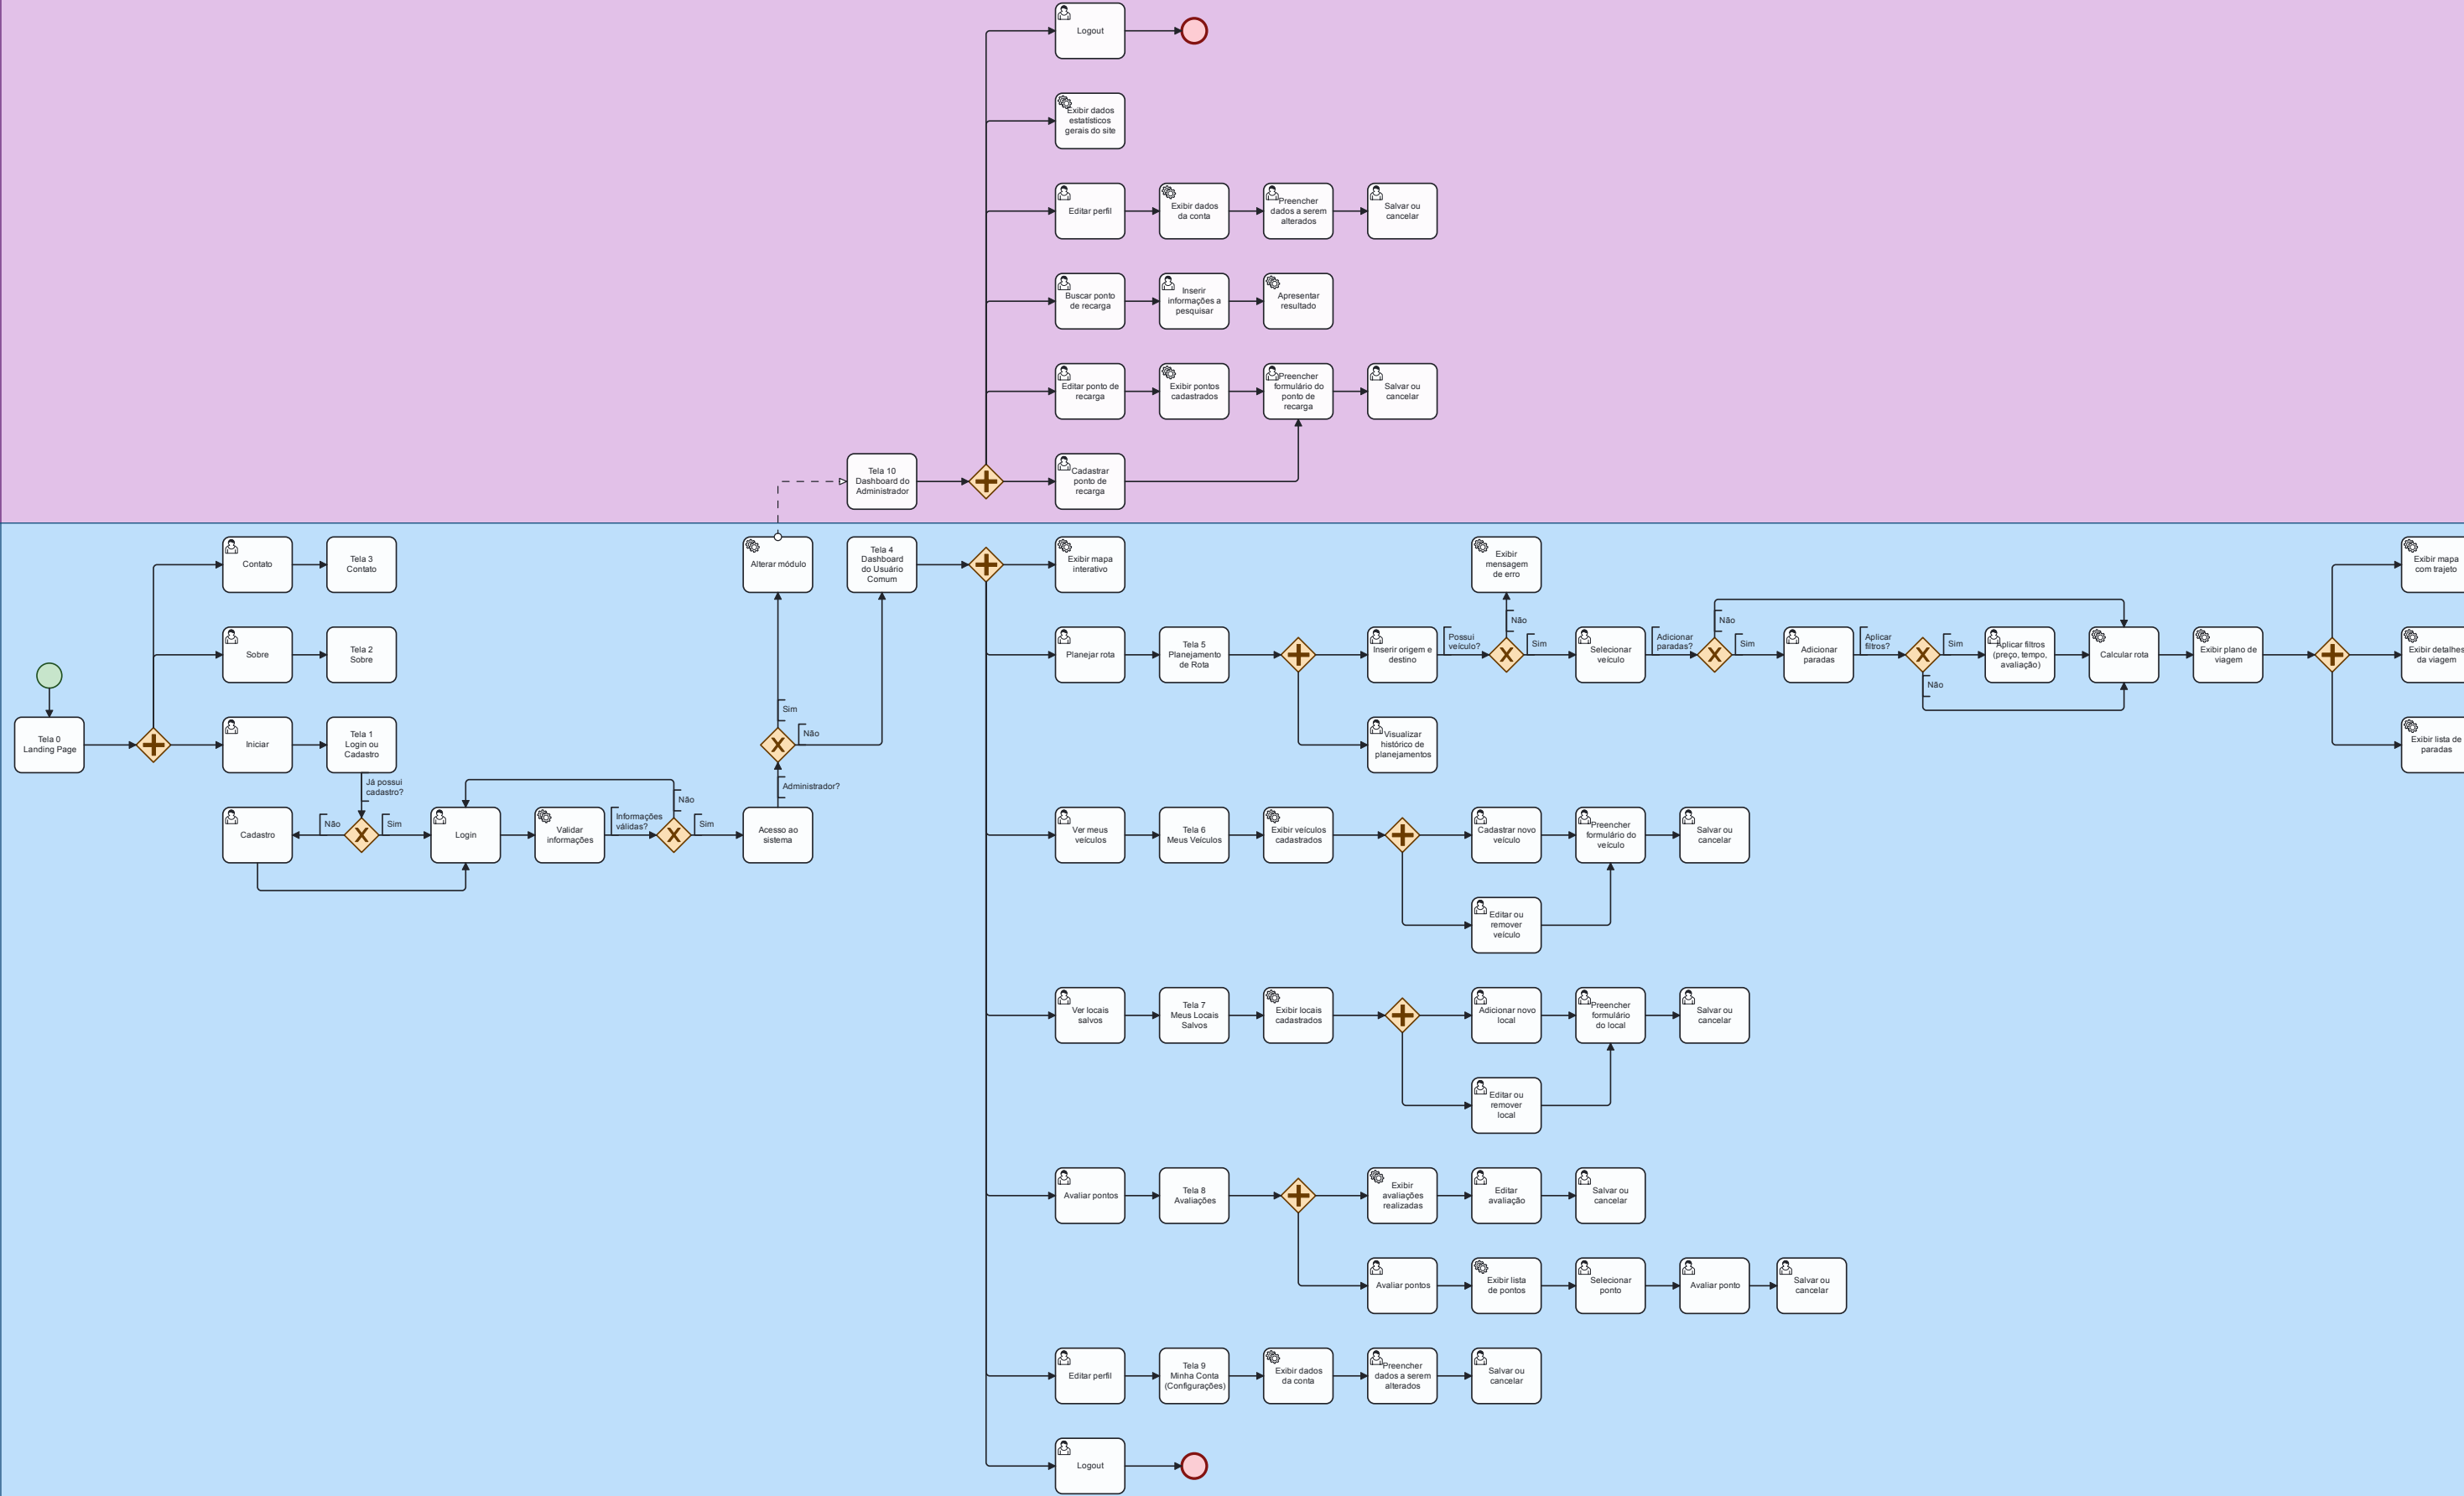 Logout
Exibir dados
estatísticos
gerais do site
Editar perfil
Exibir dados
da conta
Preencher
dados a serem
alterados
Salvar ou
cancelar
Buscar ponto
de recarga
Inserir
informações a
pesquisar
Apresentar
resultado
Editar ponto de
recarga
Exibir pontos
cadastrados
Preencher
formulário do
ponto de
recarga
Salvar ou
cancelar
Tela 10
Dashboard do
Administrador
Cadastrar
ponto de
recarga
Contato
Tela 3
Contato
Alterar módulo
Tela 4
Dashboard
do Usuário
Comum
Exibir mapa
interativo
Exibir
mensagem
de erro
Exibir mapa
com trajeto
Sobre
Tela 2
Sobre
Planejar rota
Tela 5
Planejamento
de Rota
Inserir origem e
destino
Possui
veículo?
Não
Sim
Selecionar
veículo
Adicionar
paradas?
Não
Sim
Adicionar
paradas
Aplicar
filtros?
Sim
Não
Aplicar filtros
(preço, tempo,
avaliação)
Calcular rota
Exibir plano de
viagem
Exibir detalhes
da viagem
Tela 0
Landing Page
Iniciar
Tela 1
Login ou
Cadastro
Sim
Não
Visualizar
histórico de
planejamentos
Exibir lista de
paradas
Já possui
cadastro?
Administrador?
Cadastro
Não
Sim
Login
Validar
informações
Informações
válidas?
Não
Sim
Acesso ao
sistema
Ver meus
veículos
Tela 6
Meus Veículos
Exibir veículos
cadastrados
Cadastrar novo
veículo
Preencher
formulário do
veículo
Salvar ou
cancelar
Editar ou
remover
veículo
Ver locais
salvos
Tela 7
Meus Locais
Salvos
Exibir locais
cadastrados
Adicionar novo
local
Preencher
formulário
do local
Salvar ou
cancelar
Editar ou
remover
local
Avaliar pontos
Tela 8
Avaliações
Exibir
avaliações
realizadas
Editar
avaliação
Salvar ou
cancelar
Avaliar pontos
Exibir lista
de pontos
Selecionar
ponto
Avaliar ponto
Salvar ou
cancelar
Editar perfil
Tela 9
Minha Conta
(Configurações)
Exibir dados
da conta
Preencher
dados a serem
alterados
Salvar ou
cancelar
Logout